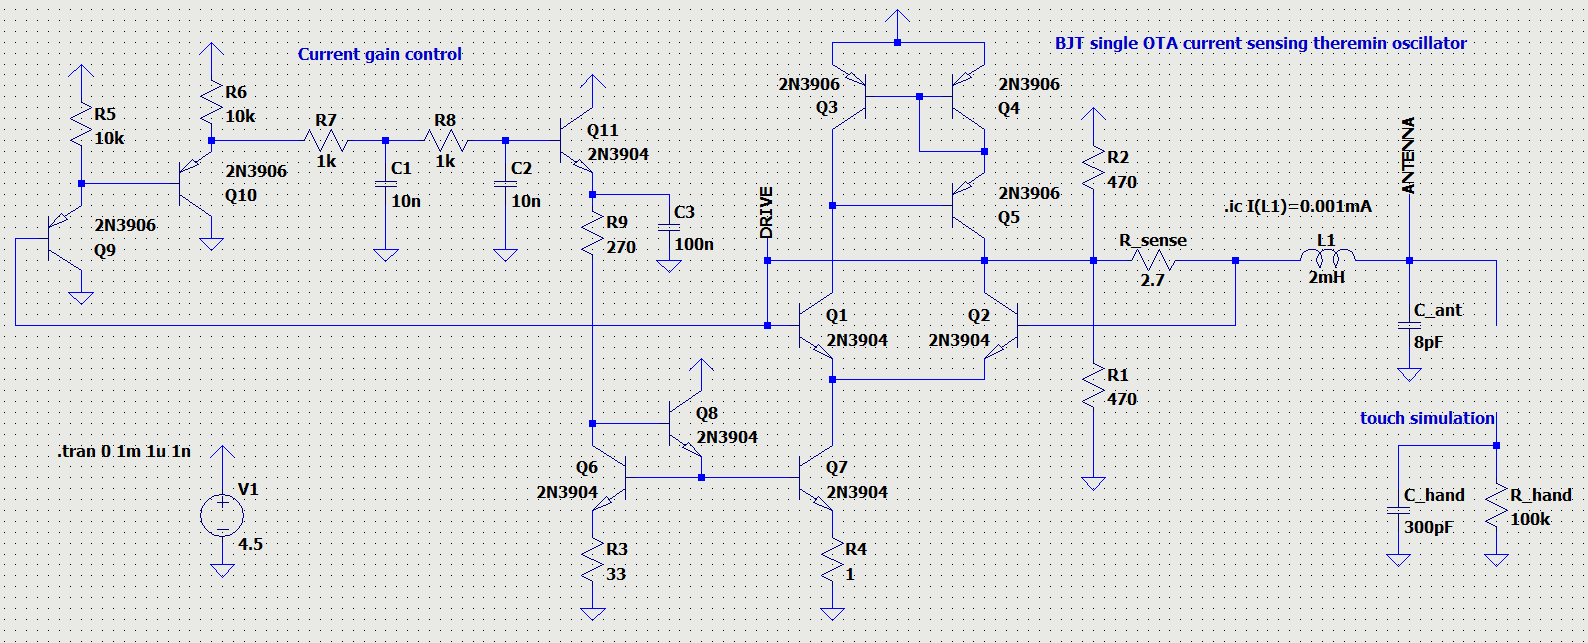 Current gain control
BJT single OTA current sensing theremin oscillator
R5
10k
R6
10k
R7
1k
R8
1k
C1
10n
C2
10n
2N3906
Q9
2N3906
Q10
Q11
2N3904
R9
270
C3
100n
DRIVE
2N3906
Q3
2N3906
Q4
2N3906
Q5
R2
470
ANTENNA
.ic I(L1)=0.001mA
R_sense
2.7
L1
2mH
Q1
2N3904
Q2
2N3904
C_ant
8pF
R1
470
Q8
2N3904
Q6
2N3904
Q7
2N3904
R3
33
R4
1
.tran 0 1m 1u 1n
V1
4.5
touch simulation
C_hand
300pF
R_hand
100k